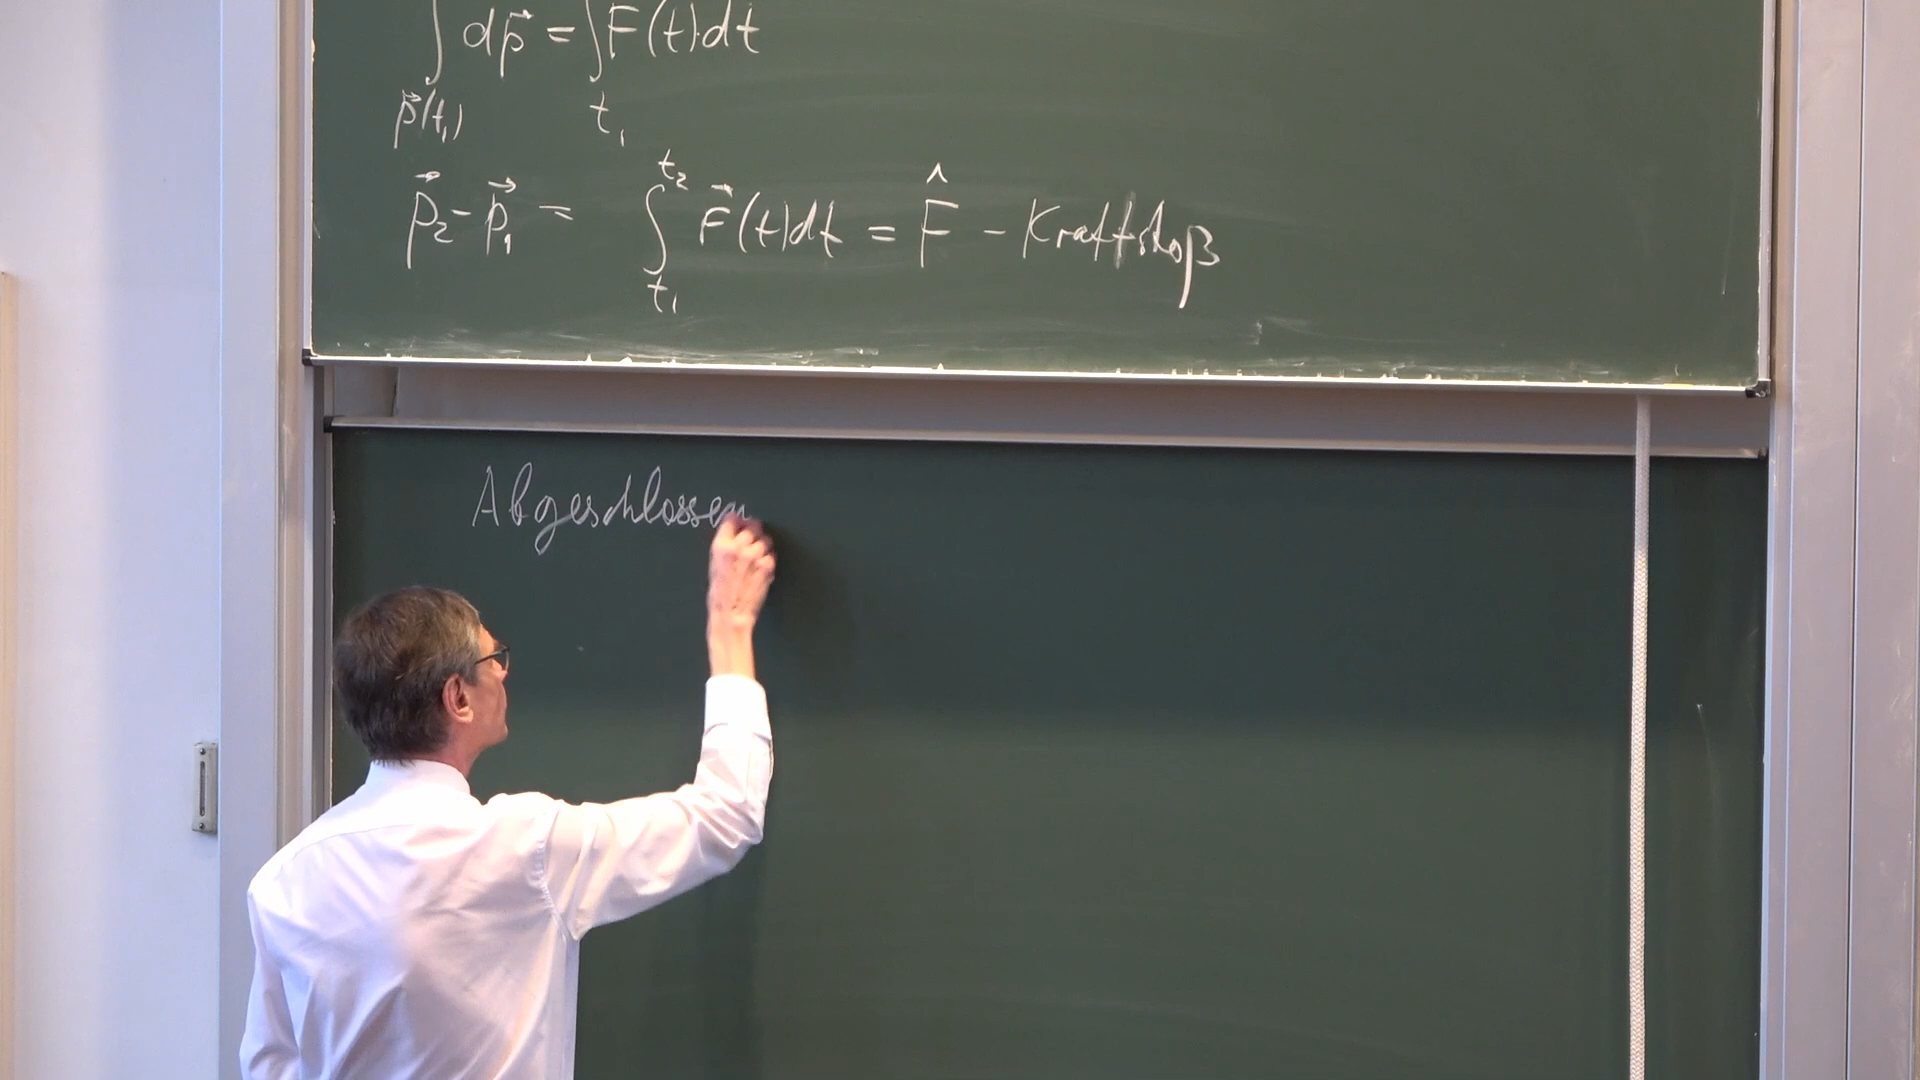 ∫ dp⃗ = ∫ F(t)·dt
p⃗(t₁) t₁
p⃗₂ - p⃗₁ = ∫ₜ₁^t₂ F⃗(t)dt = F̂ - Kraftstoß
Abgeschlossen